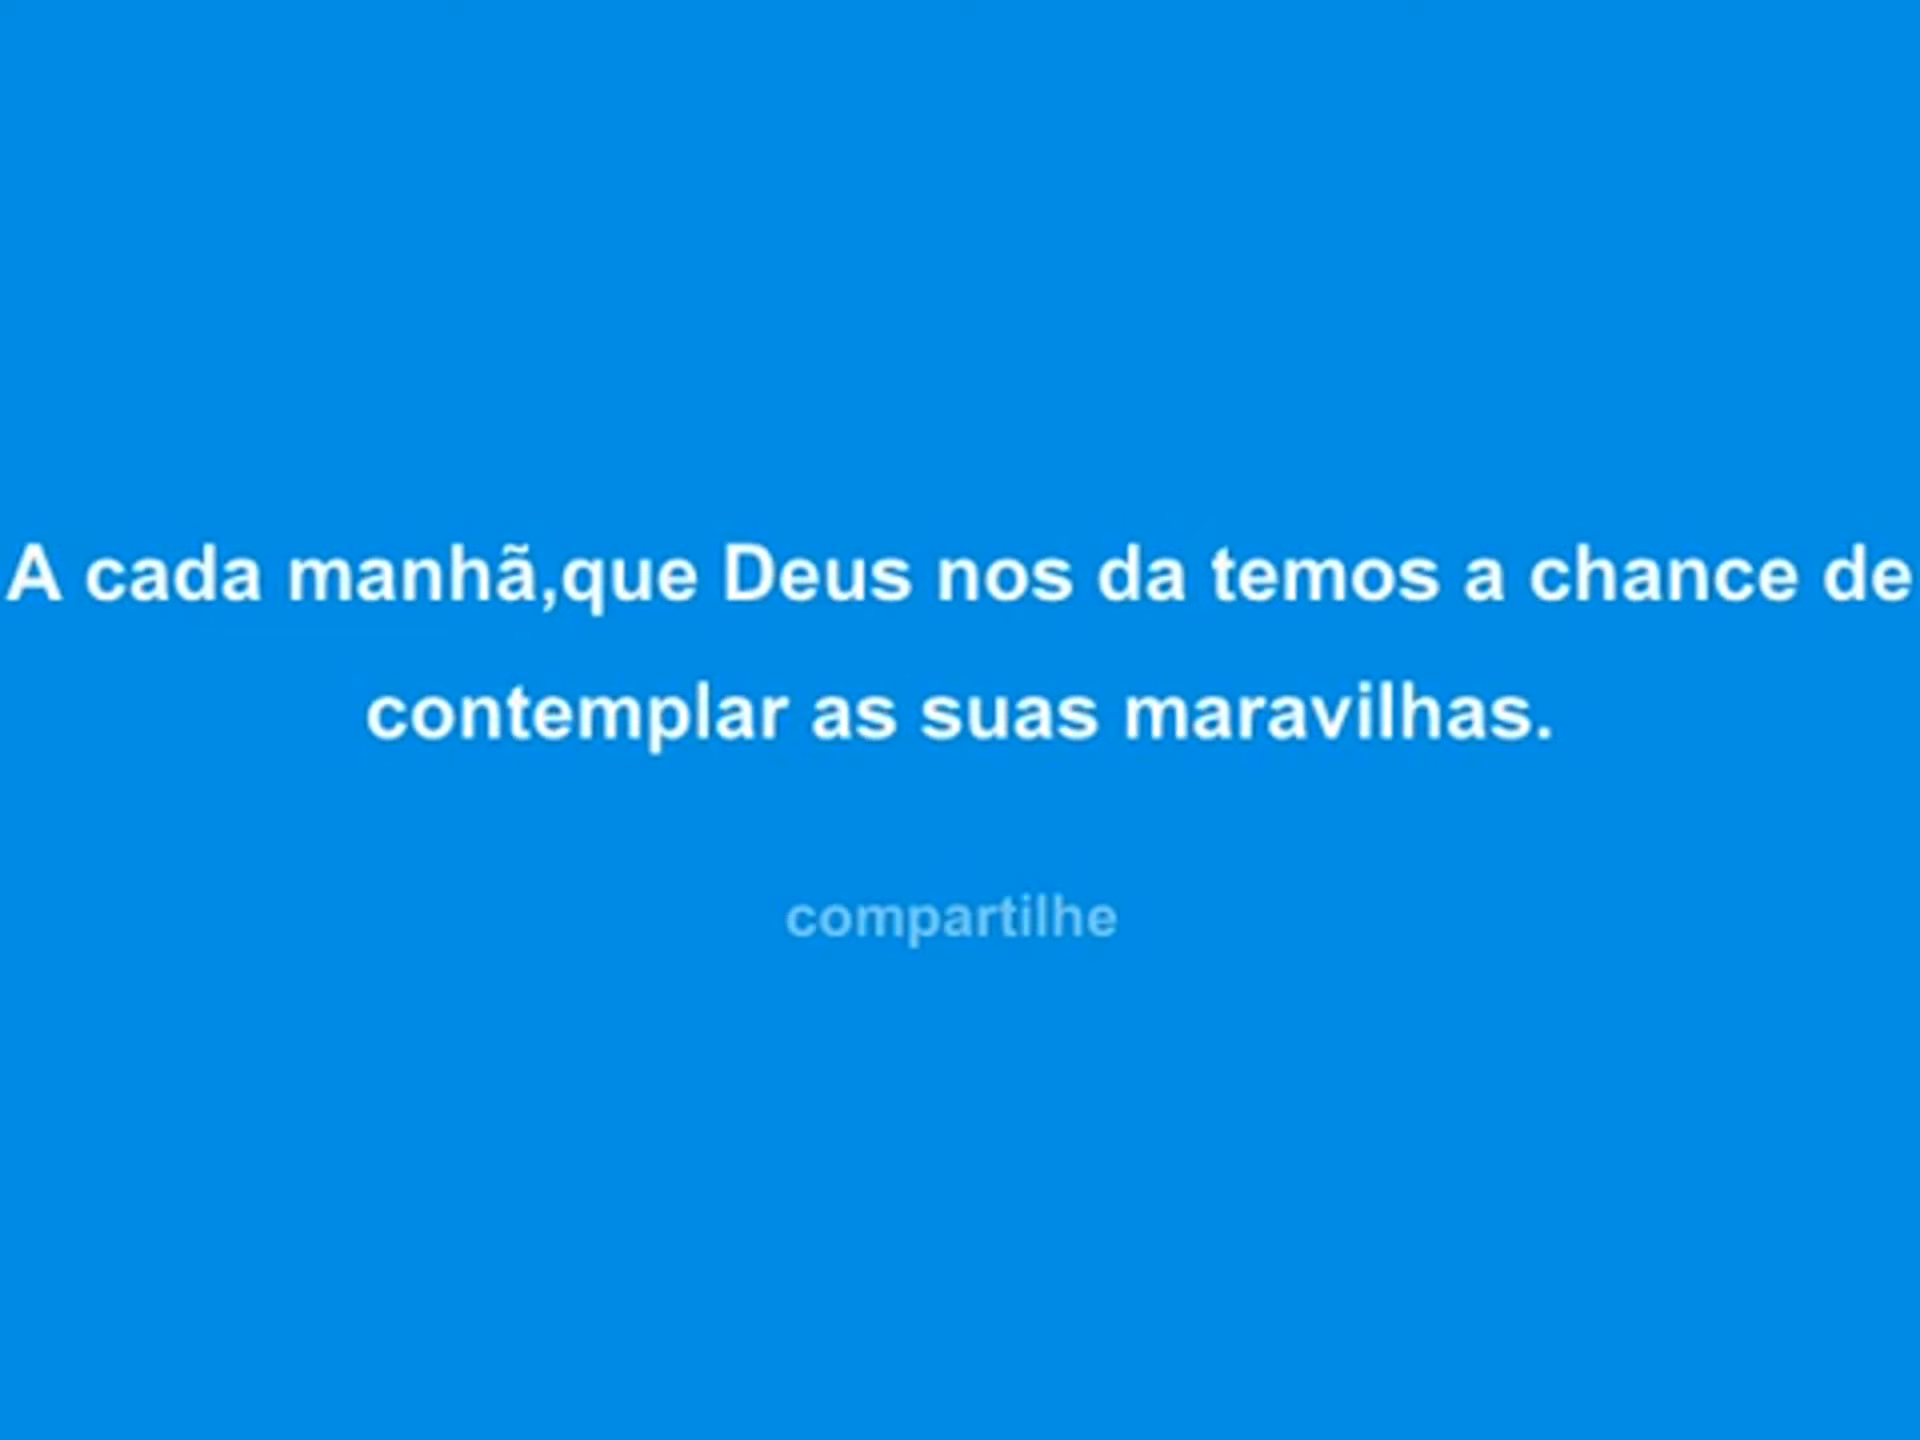 A cada manhã,que Deus nos da temos a chance de
contemplar as suas maravilhas.
compartilhe